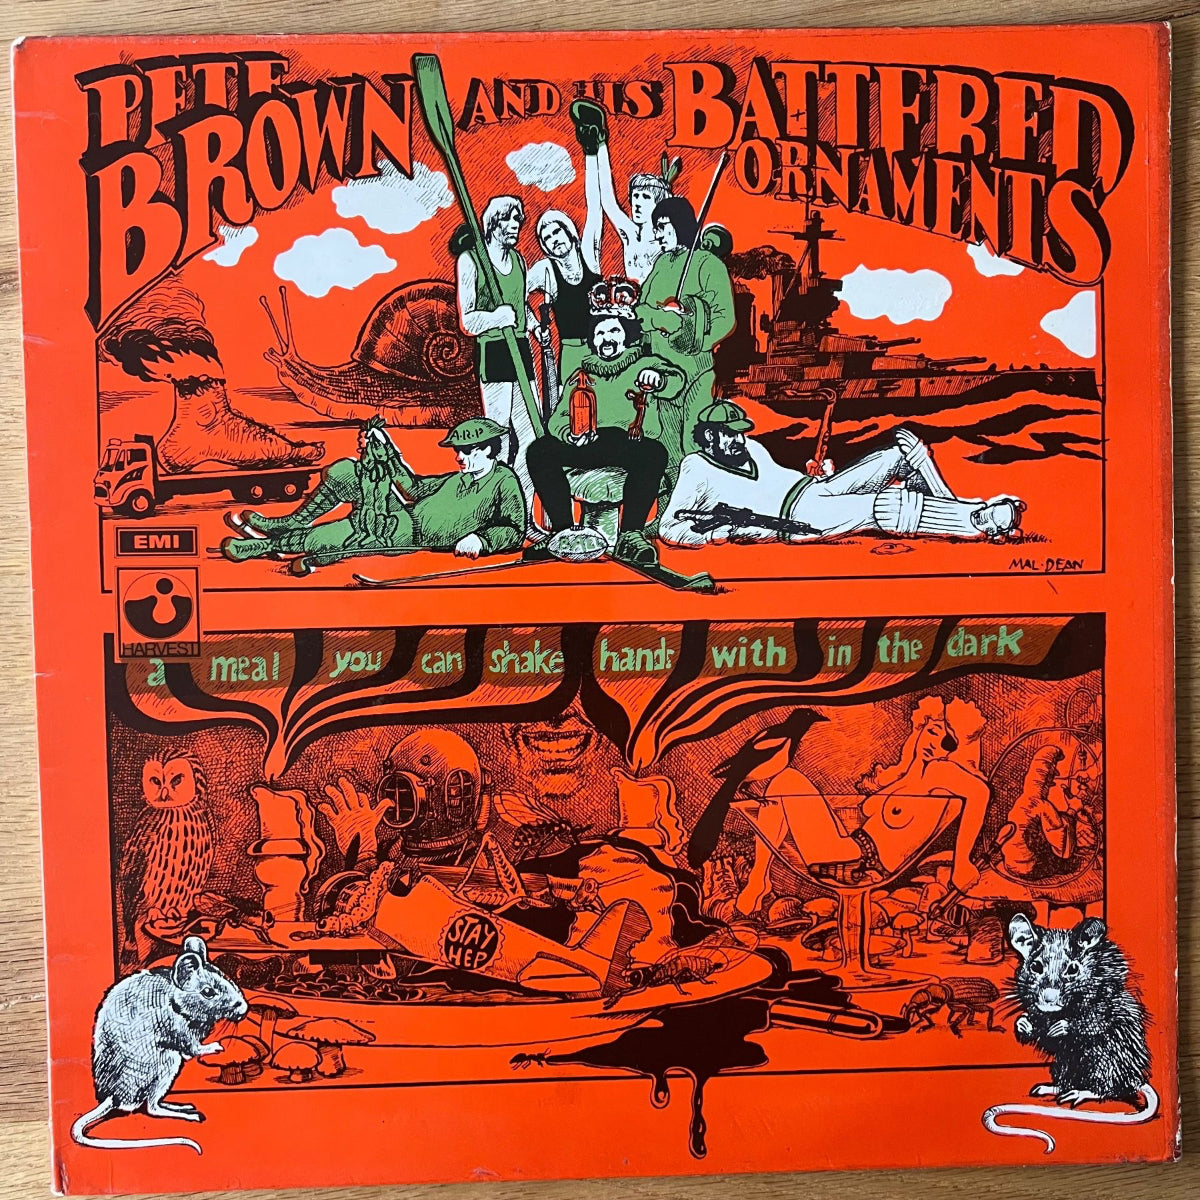 PETE BROWN AND HIS BATTERED ORNAMENTS
A.R.P
EMI
HARVEST
MAL·DEAN
a meal you can shake hands with in the dark
STAY HEP